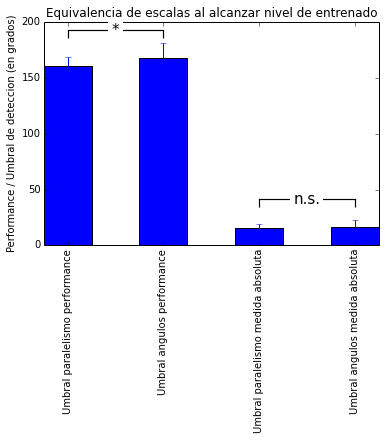 Equivalencia de escalas al alcanzar nivel de entrenado
Performance / Umbral de deteccion (en grados)
200
150
100
50
0
*
n.s.
Umbral paralelismo performance
Umbral angulos performance
Umbral paralelismo medida absoluta
Umbral angulos medida absoluta